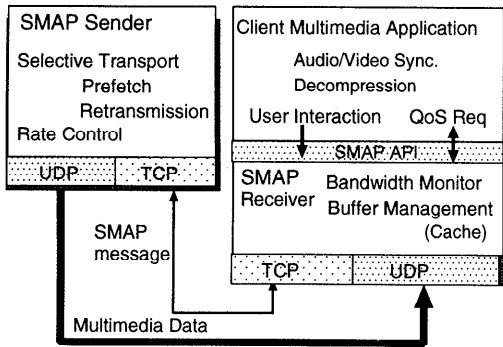 SMAP Sender
Selective Transport
Prefetch
Retransmission
Rate Control
UDP
TCP
Client Multimedia Application
Audio/Video Sync.
Decompression
User Interaction
QoS Req
SMAP API
SMAP
Receiver
Bandwidth Monitor
Buffer Management
(Cache)
TCP
UDP
SMAP
message
Multimedia Data